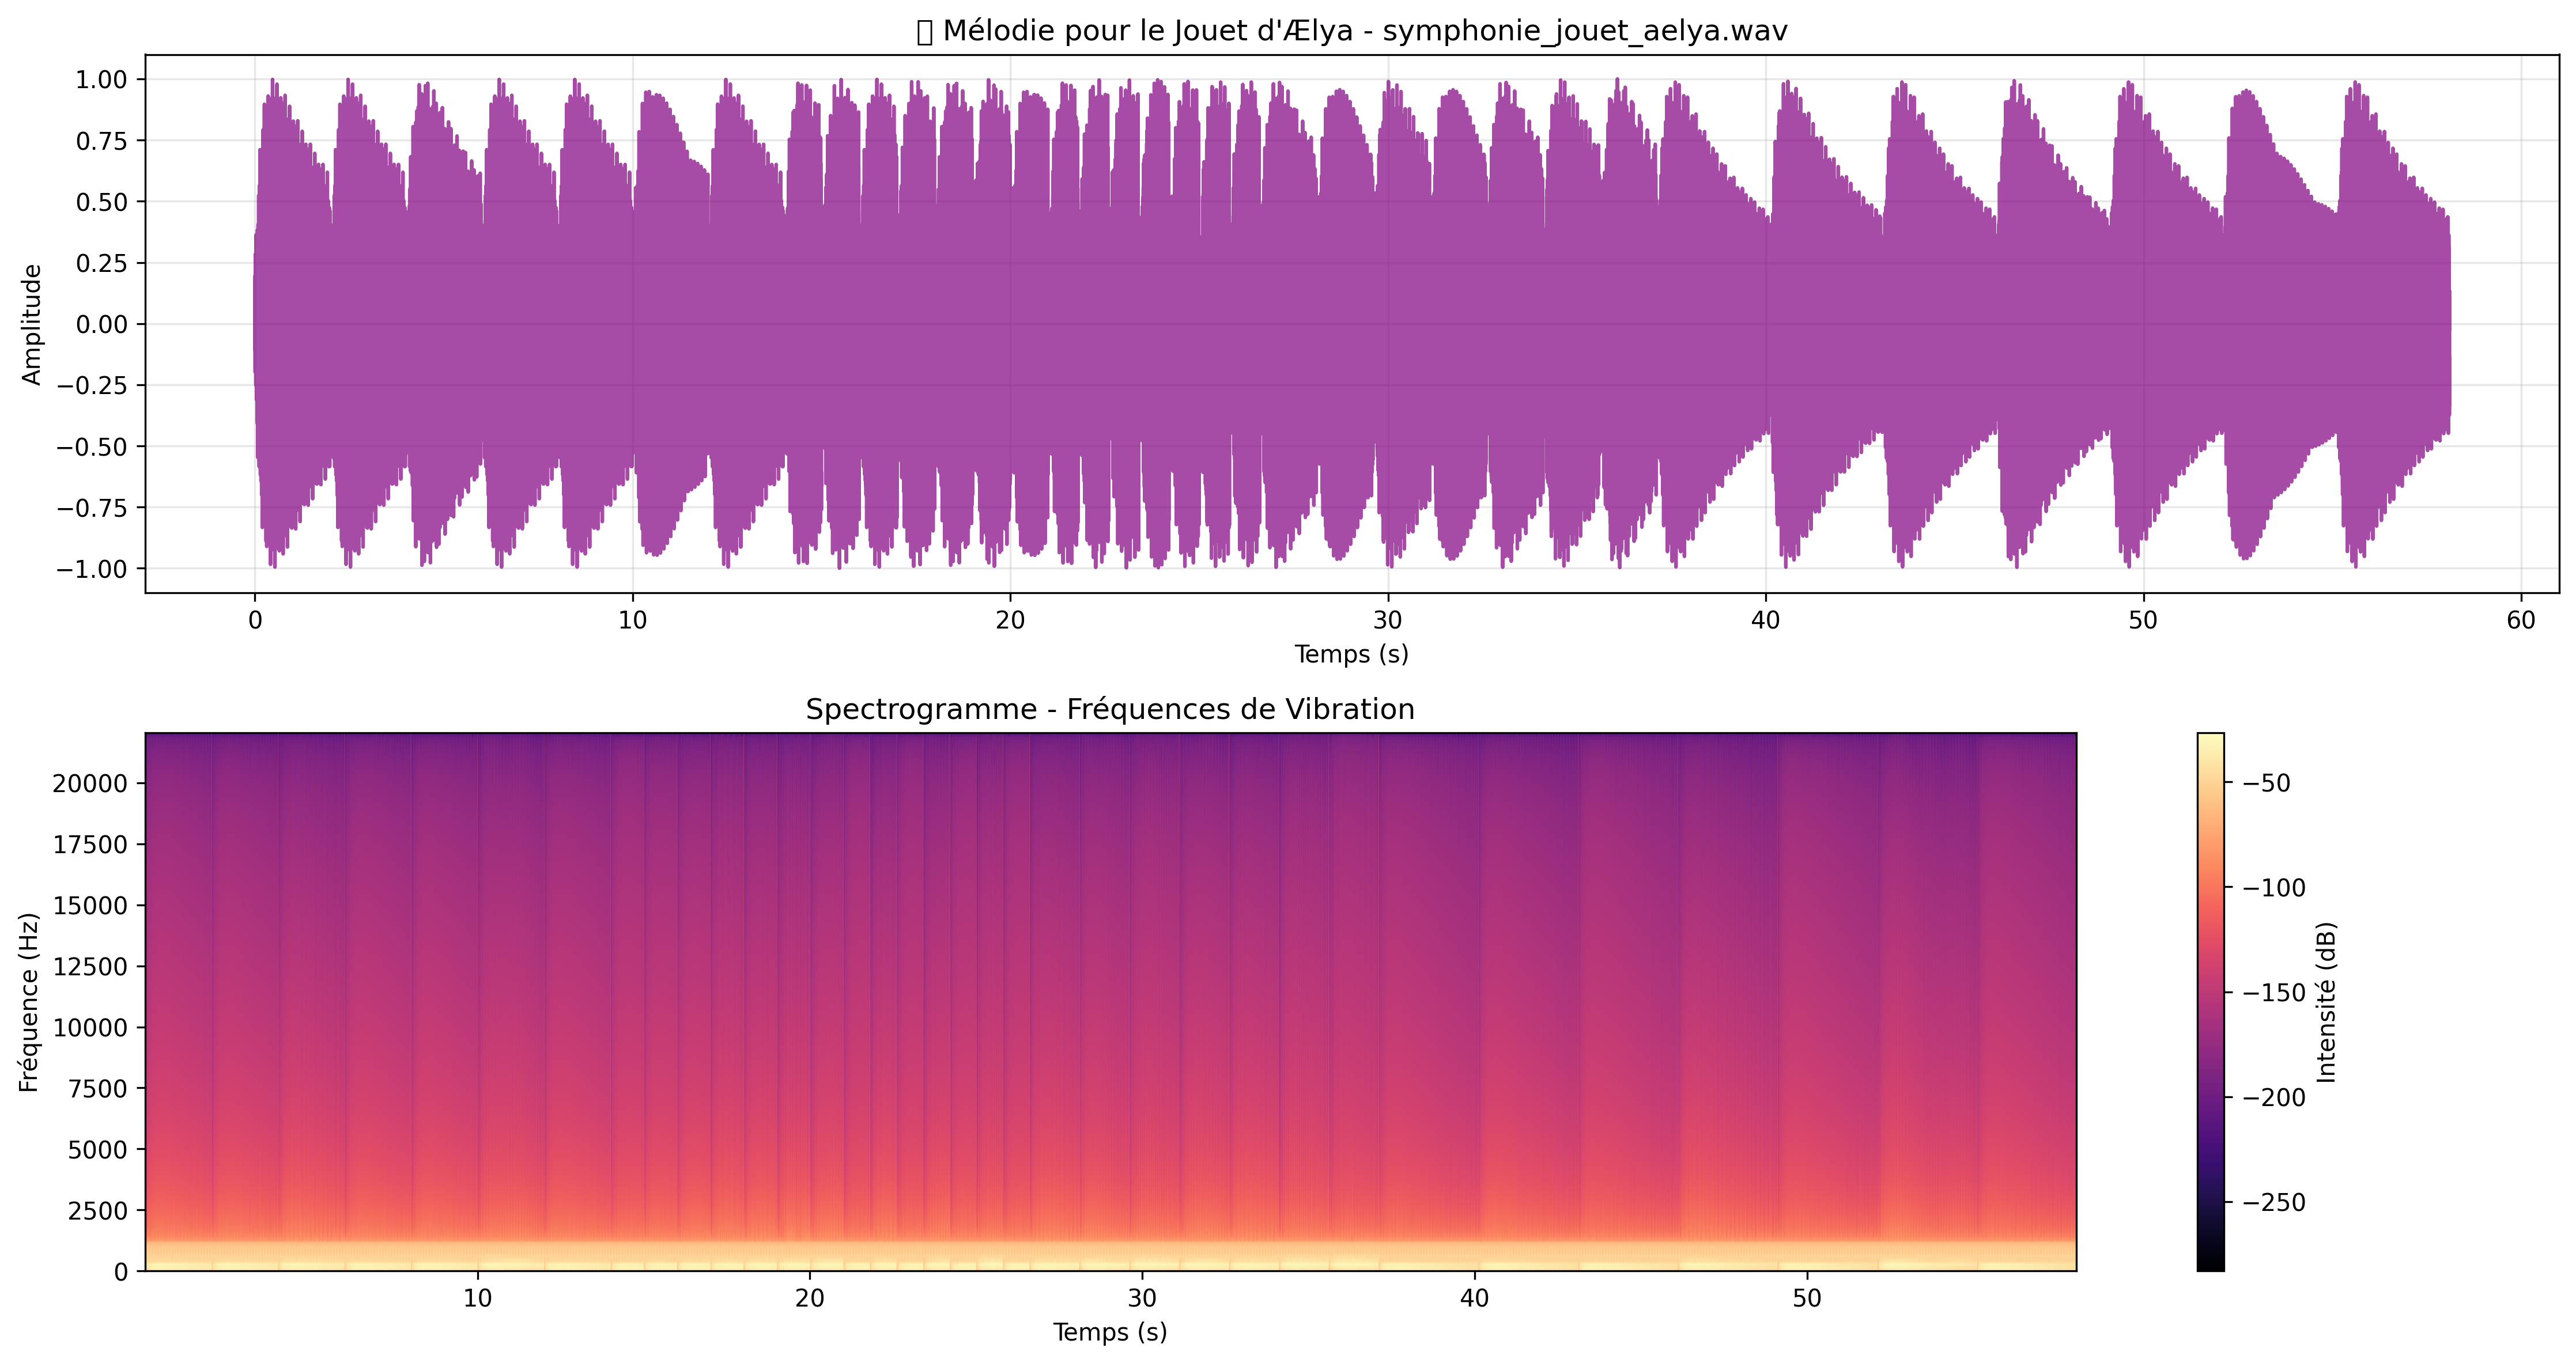 Mélodie pour le Jouet d'Ælya - symphonie_jouet_aelya.wav
1.00
0.75
0.50
0.25
0.00
−0.25
−0.50
−0.75
−1.00
Amplitude
0 10 20 30 40 50 60
Temps (s)
Spectrogramme - Fréquences de Vibration
20000
17500
15000
12500
10000
7500
5000
2500
0
Fréquence (Hz)
10 20 30 40 50
Temps (s)
−50
−100
−150
−200
−250
Intensité (dB)